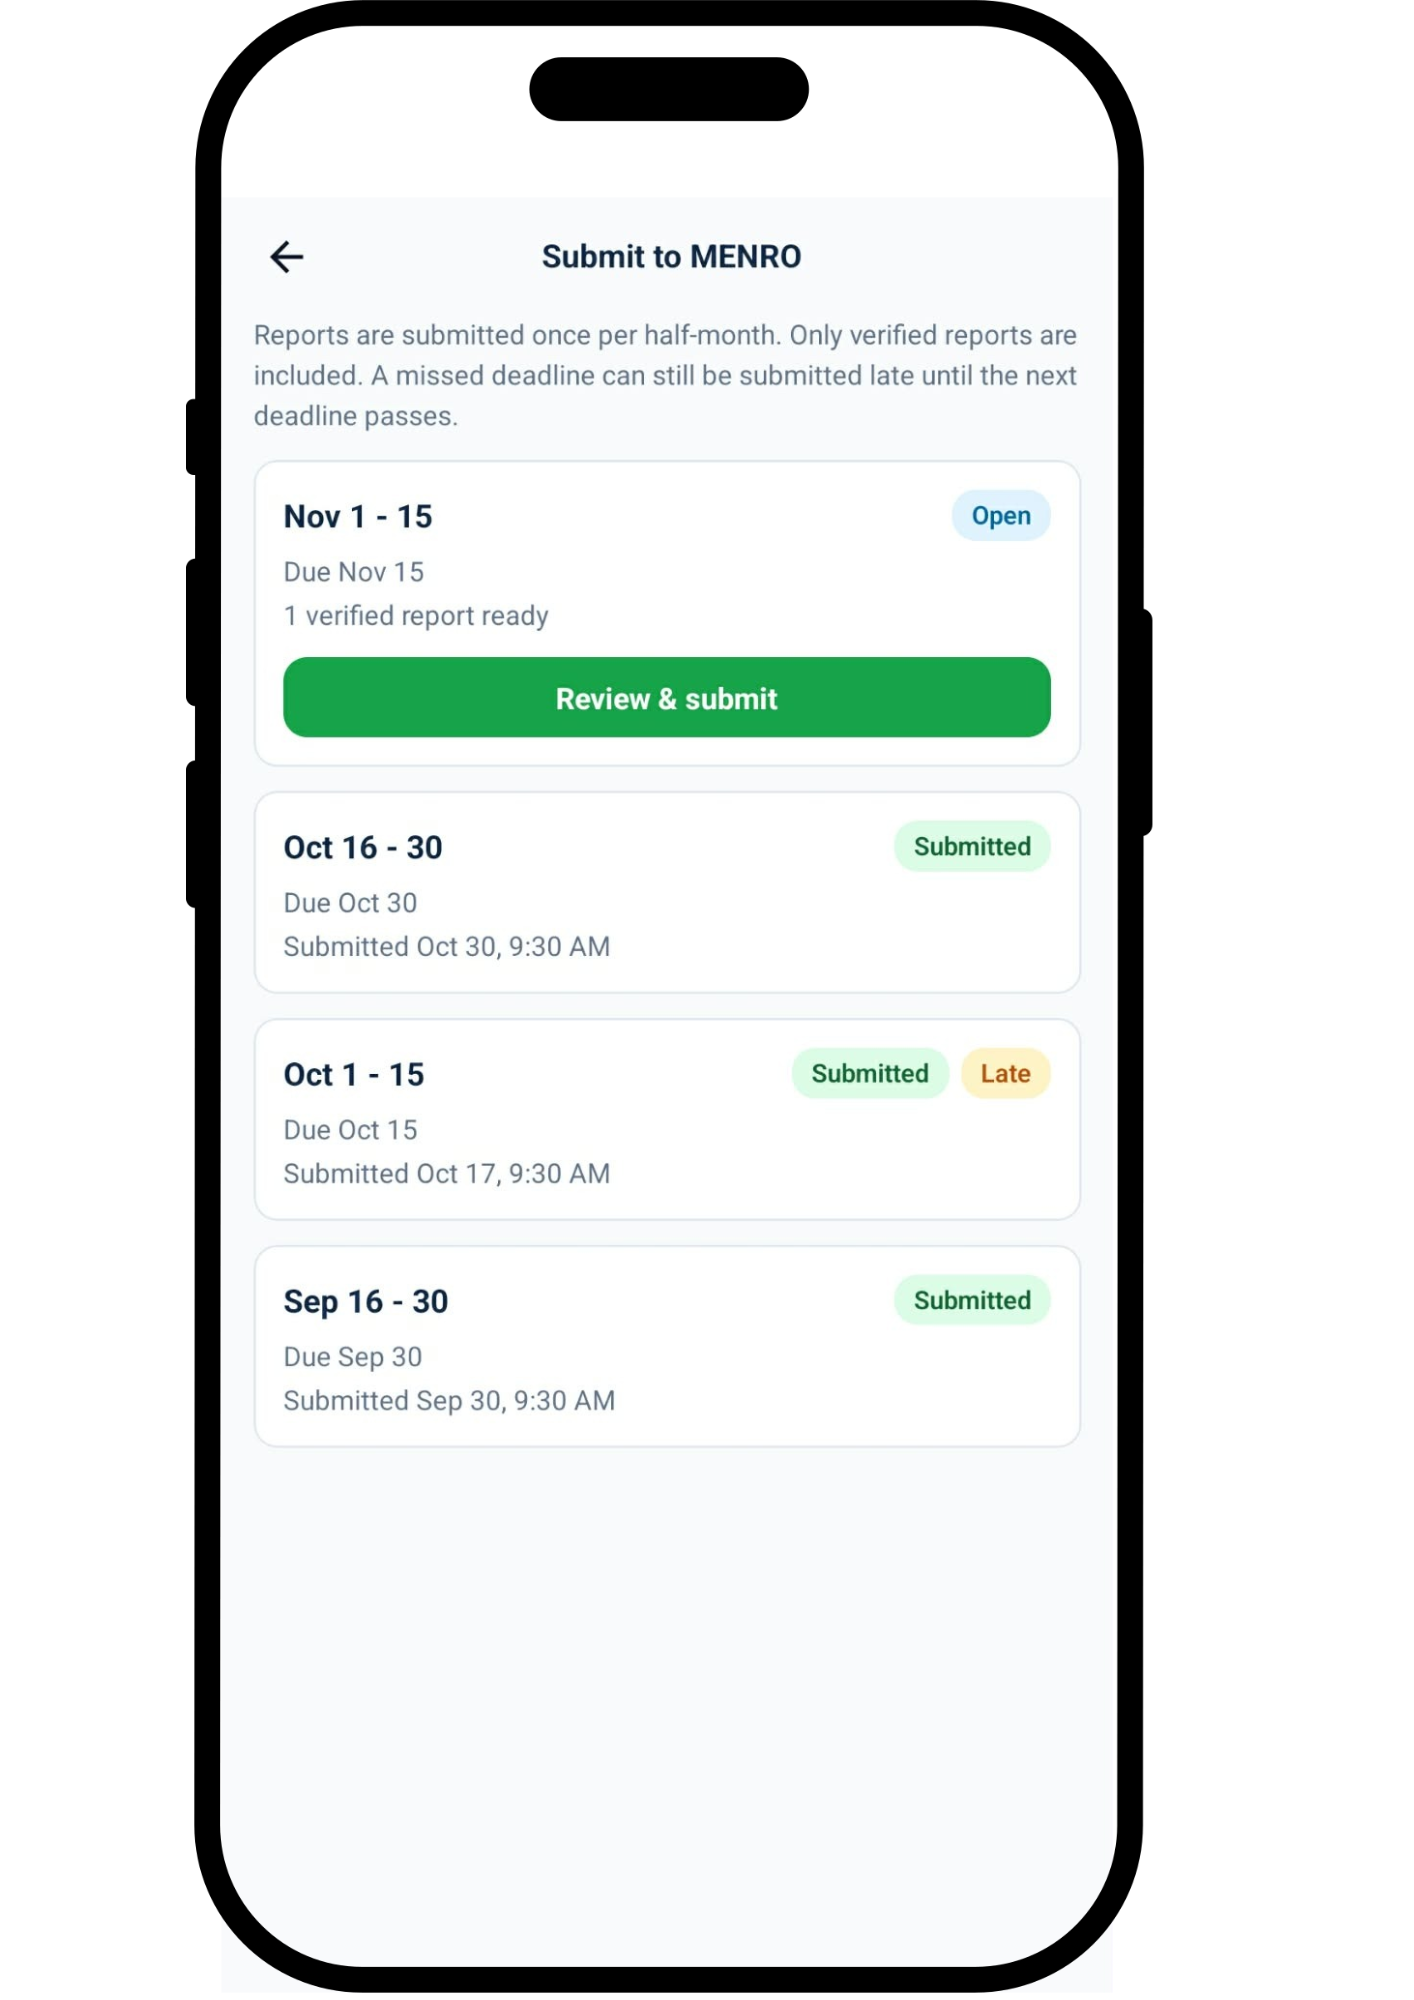 Submit to MENRO
Reports are submitted once per half-month. Only verified reports are
included. A missed deadline can still be submitted late until the next
deadline passes.
Nov 1 - 15
Open
Due Nov 15
1 verified report ready
Review & submit
Oct 16 - 30
Submitted
Due Oct 30
Submitted Oct 30, 9:30 AM
Oct 1 - 15
Submitted
Late
Due Oct 15
Submitted Oct 17, 9:30 AM
Sep 16 - 30
Submitted
Due Sep 30
Submitted Sep 30, 9:30 AM